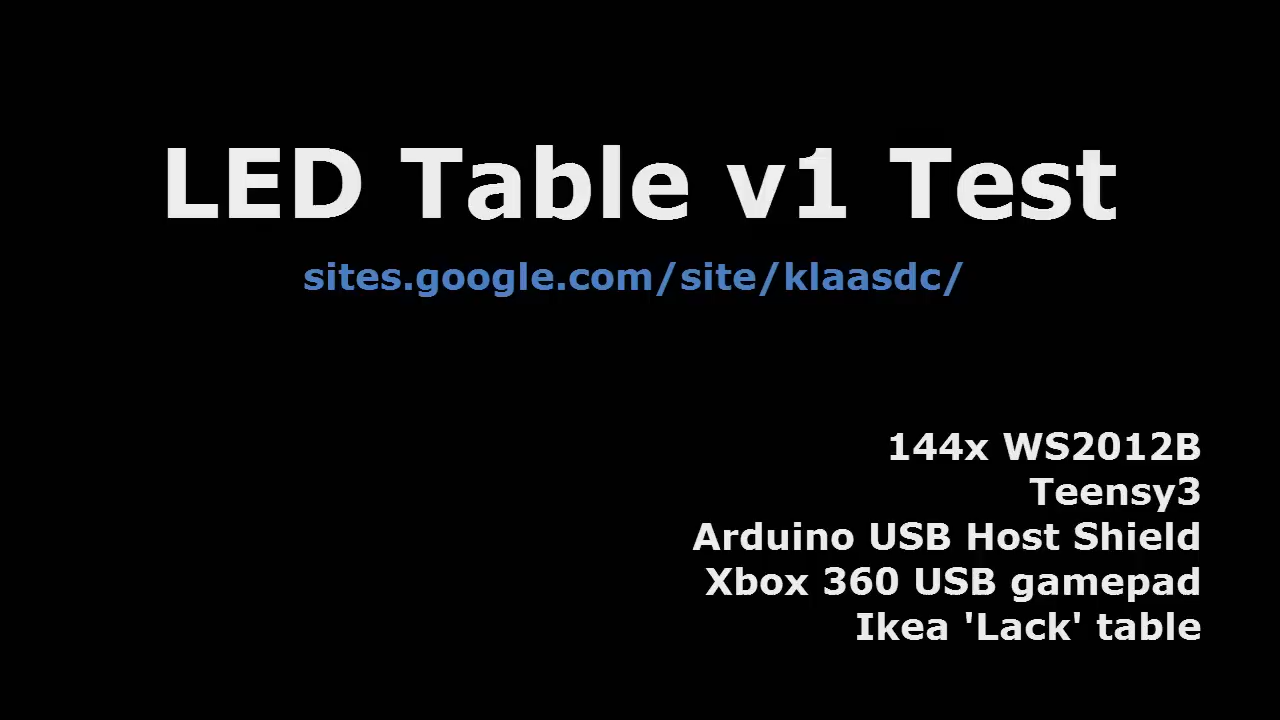 LED Table v1 Test
sites.google.com/site/klaasdc/
144x WS2012B
Teensy3
Arduino USB Host Shield
Xbox 360 USB gamepad
Ikea 'Lack' table